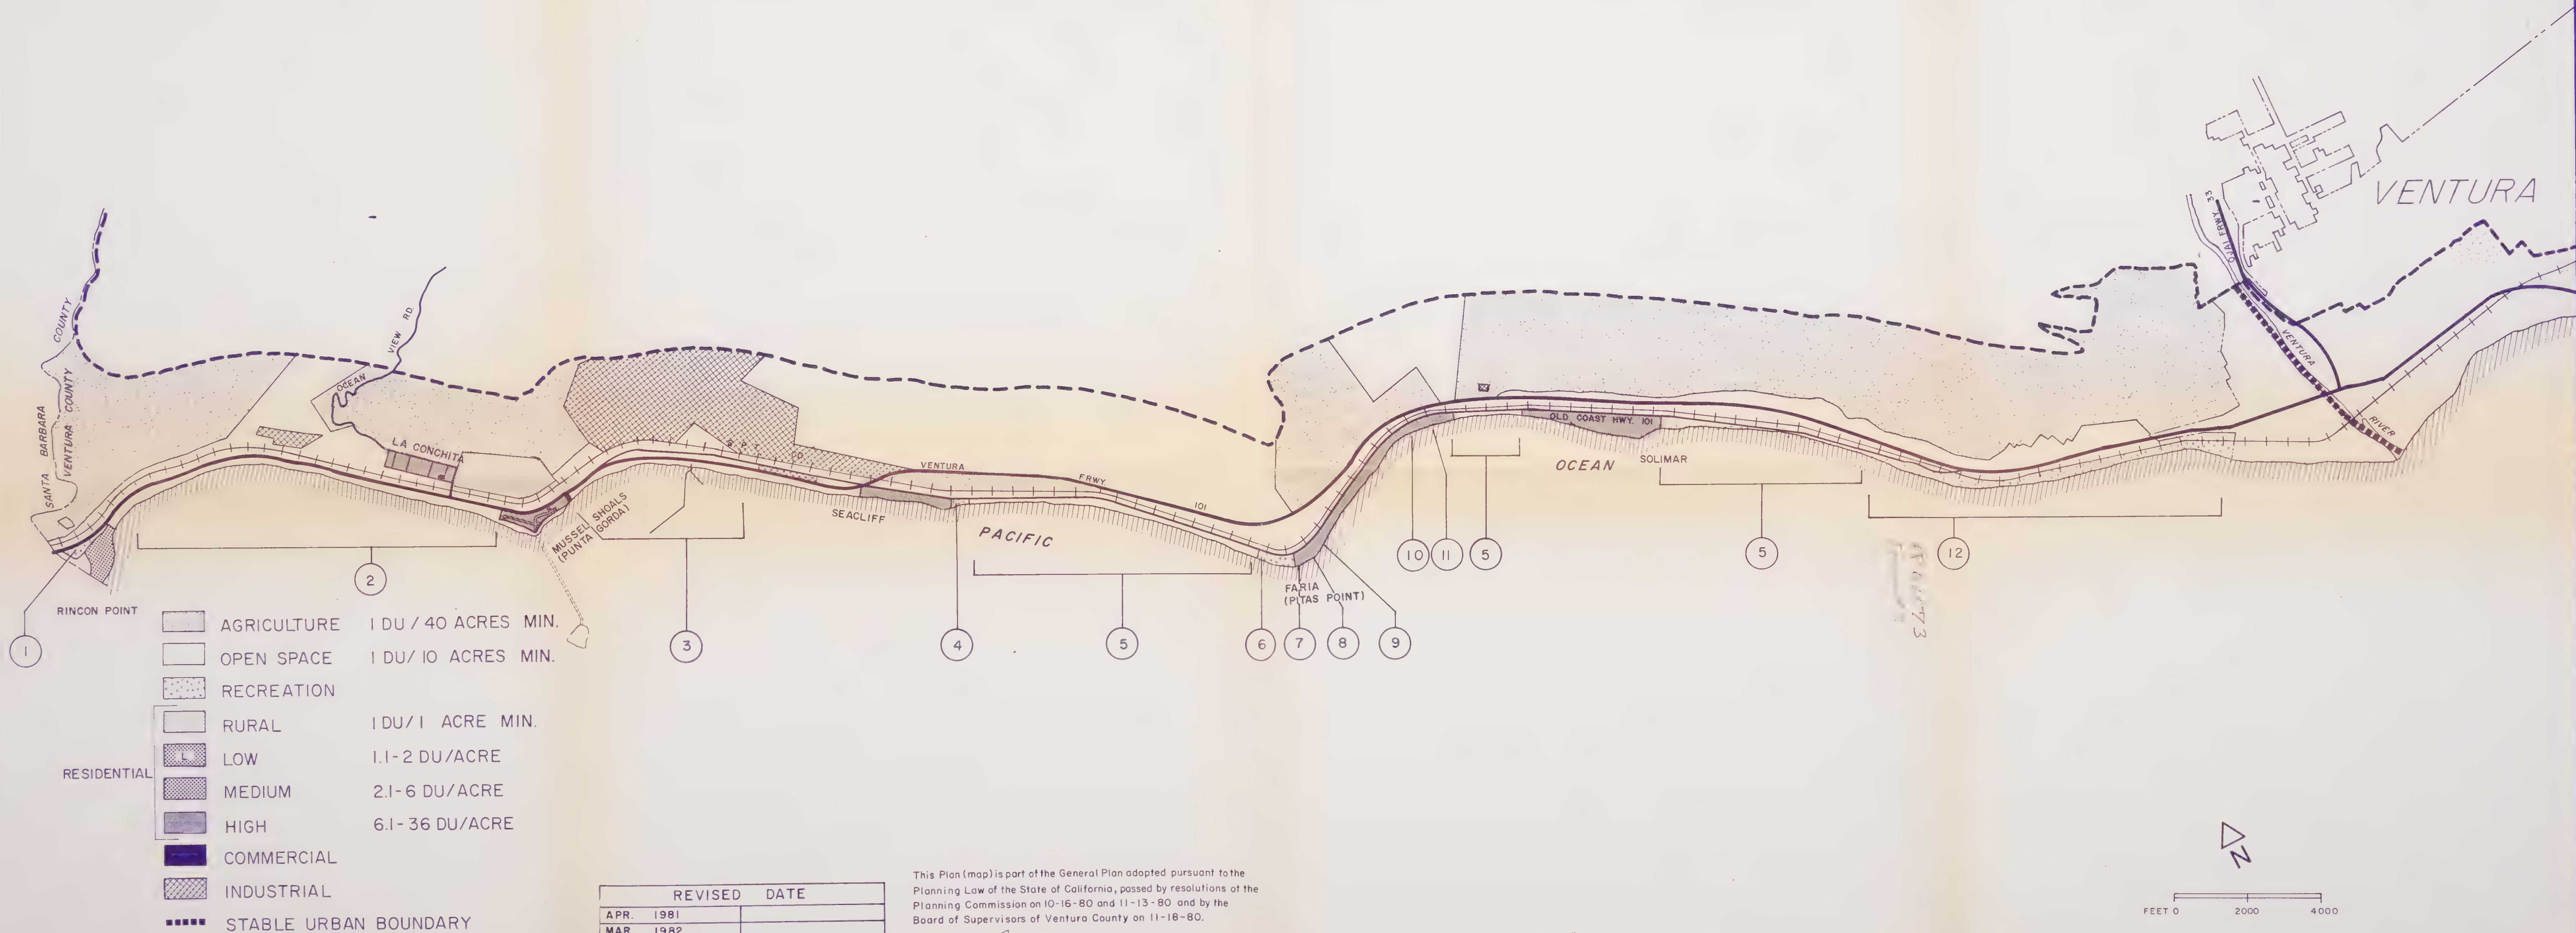 VENTURA
OJAI FRWY. 33
COUNTY
SANTA BARBARA
VENTURA COUNTY
OCEAN VIEW RD.
LA CONCHITA
VENTURA RIVER
S.P.T. CO.
VENTURA FRWY 101
OLD COAST HWY. 101
SEACLIFF
MUSSEL SHOALS
(PUNTA GORDA)
PACIFIC OCEAN
SOLIMAR
FARIA
(PITAS POINT)
RINCON POINT
1
2
3
4
5
6
7
8
9
10
11
5
5
12
AGRICULTURE 1 DU / 40 ACRES MIN.
OPEN SPACE 1 DU/ 10 ACRES MIN.
RECREATION
RESIDENTIAL
RURAL 1 DU/ 1 ACRE MIN.
L LOW 1.1-2 DU/ACRE
MEDIUM 2.1-6 DU/ACRE
HIGH 6.1-36 DU/ACRE
COMMERCIAL
INDUSTRIAL
STABLE URBAN BOUNDARY
REVISED DATE
APR. 1981
MAR. 1982
This Plan (map) is part of the General Plan adopted pursuant to the
Planning Law of the State of California, passed by resolutions of the
Planning Commission on 10-16-80 and 11-13-80 and by the
Board of Supervisors of Ventura County on 11-18-80.
N
FEET 0 2000 4000